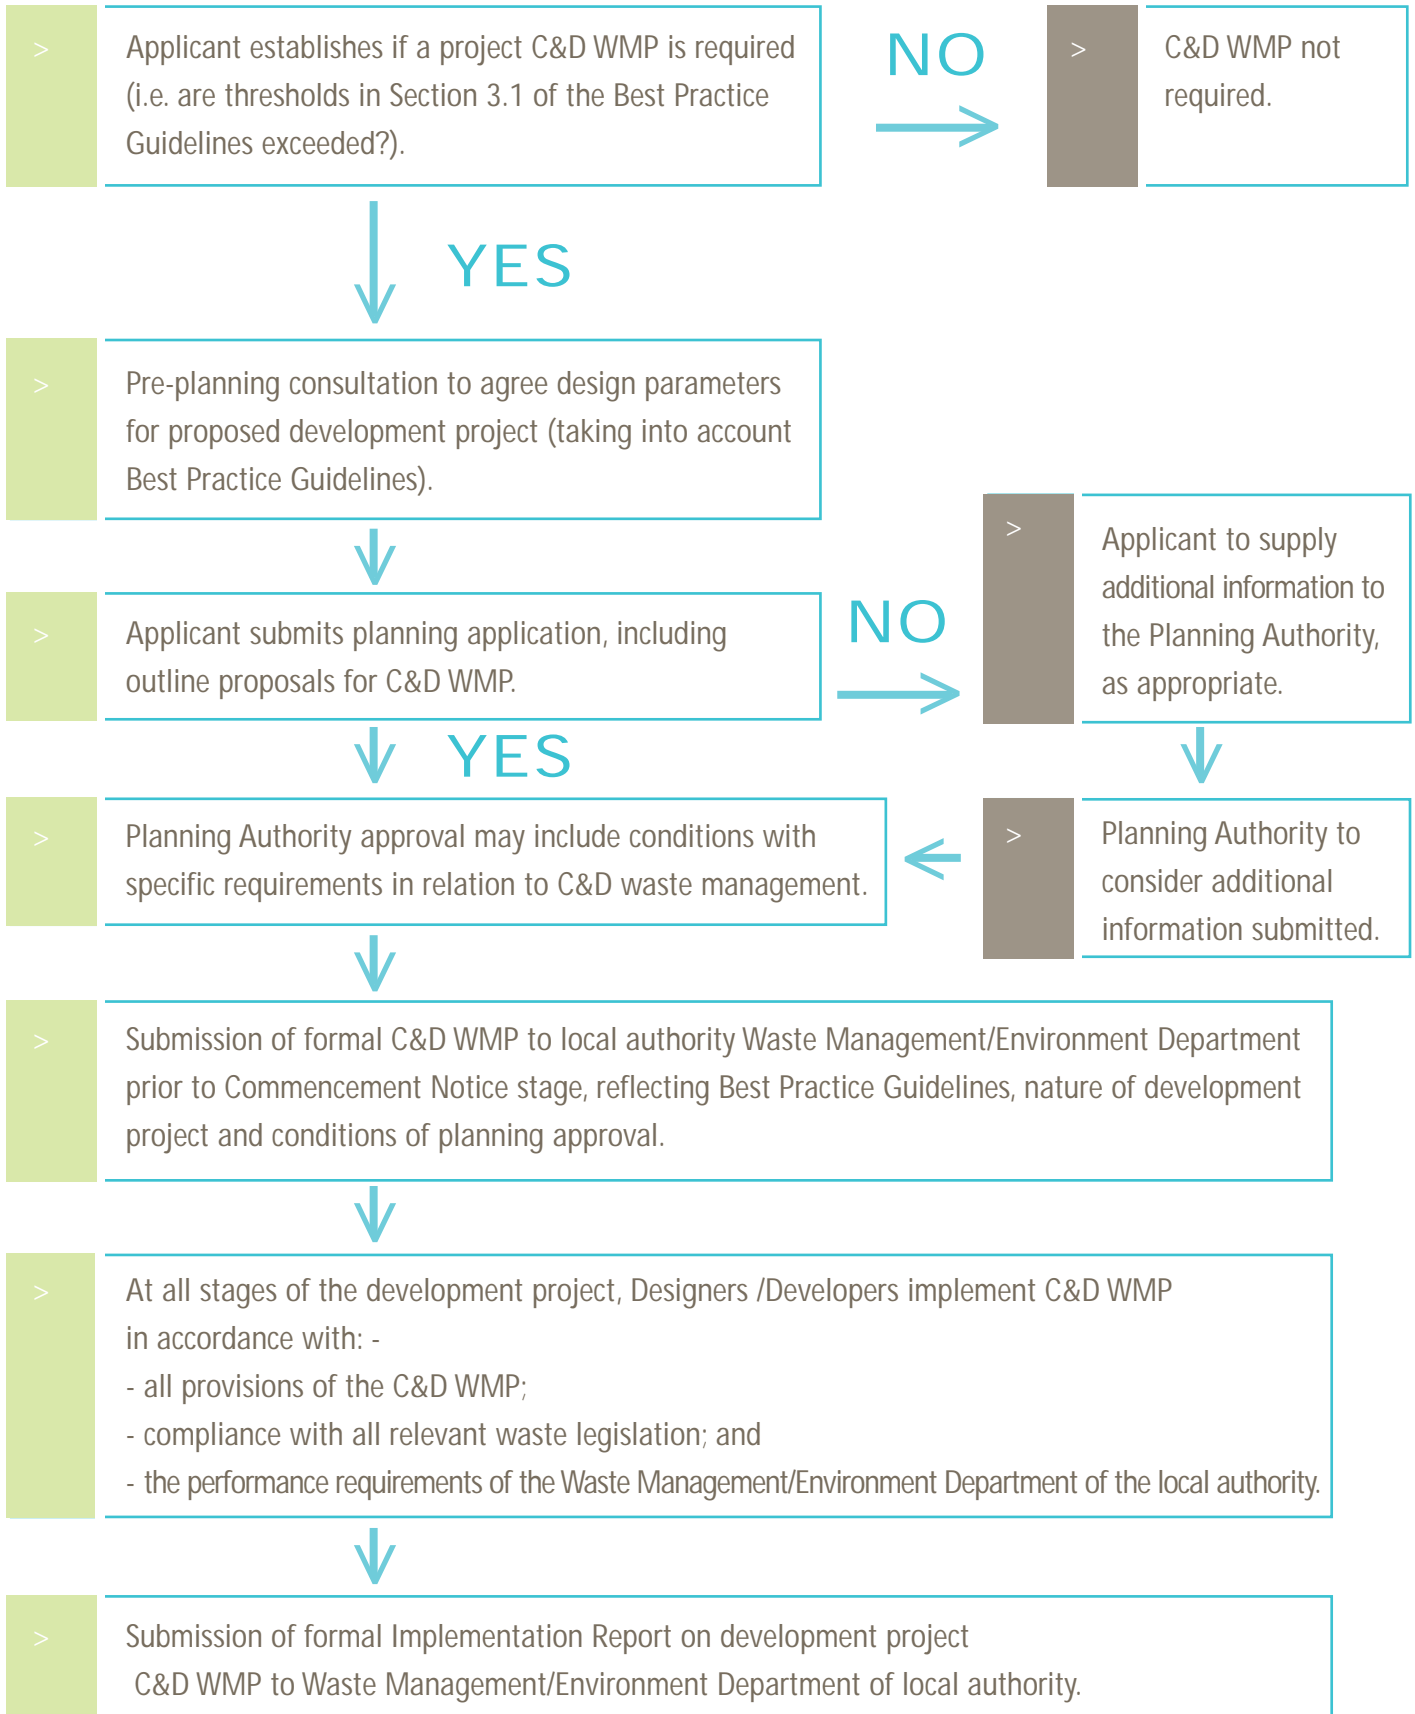 > Applicant establishes if a project C&D WMP is required
(i.e. are thresholds in Section 3.1 of the Best Practice
Guidelines exceeded?).
NO
> C&D WMP not
required.
YES
> Pre-planning consultation to agree design parameters
for proposed development project (taking into account
Best Practice Guidelines).
> Applicant submits planning application, including
outline proposals for C&D WMP.
NO
> Applicant to supply
additional information to
the Planning Authority,
as appropriate.
YES
> Planning Authority approval may include conditions with
specific requirements in relation to C&D waste management.
> Planning Authority to
consider additional
information submitted.
> Submission of formal C&D WMP to local authority Waste Management/Environment Department
prior to Commencement Notice stage, reflecting Best Practice Guidelines, nature of development
project and conditions of planning approval.
> At all stages of the development project, Designers /Developers implement C&D WMP
in accordance with: -
- all provisions of the C&D WMP;
- compliance with all relevant waste legislation; and
- the performance requirements of the Waste Management/Environment Department of the local authority.
> Submission of formal Implementation Report on development project
C&D WMP to Waste Management/Environment Department of local authority.